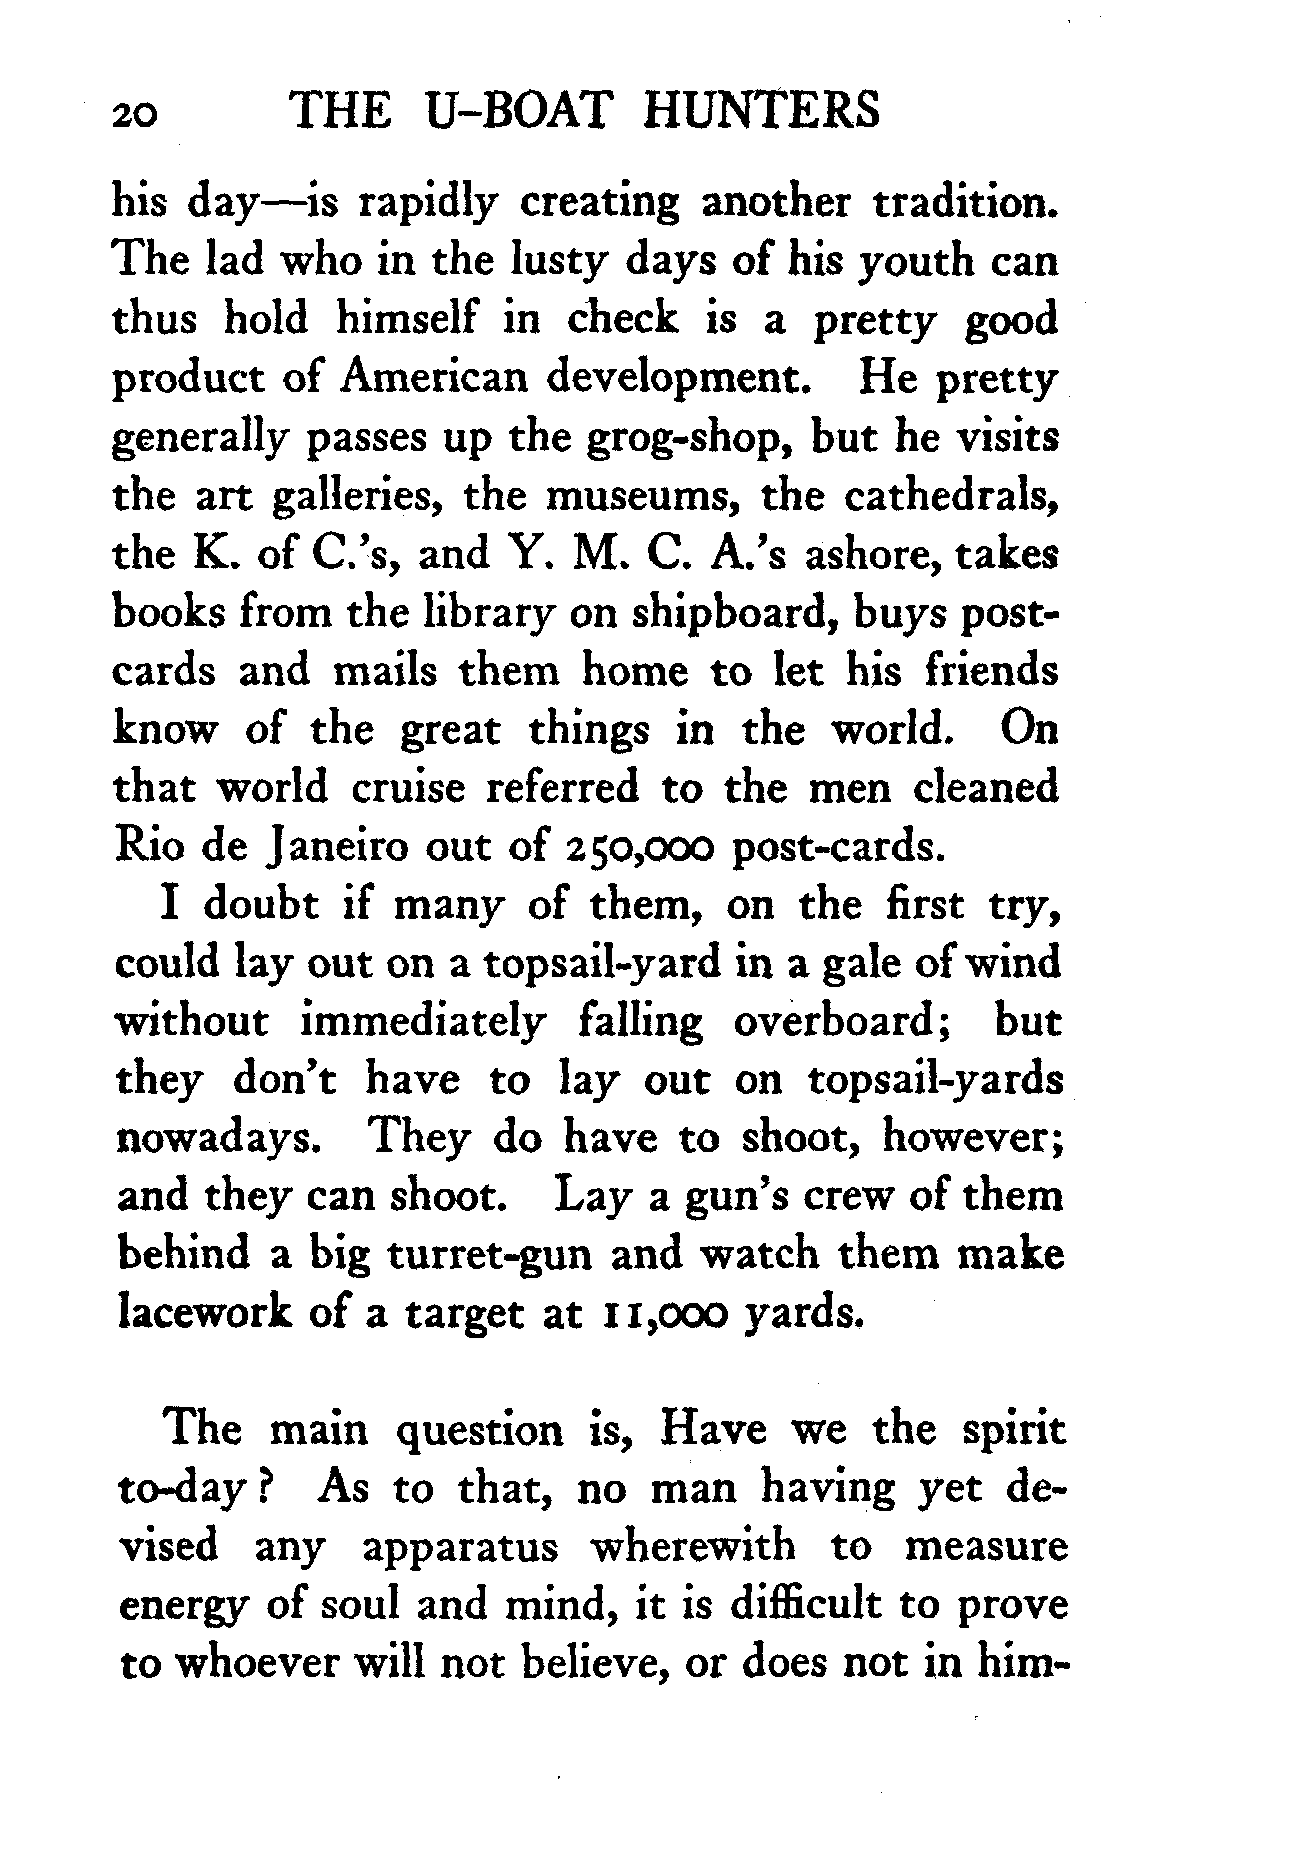 20 THE U-BOAT HUNTERS
his day—is rapidly creating another tradition.
The lad who in the lusty days of his youth can
thus hold himself in check is a pretty good
product of American development. He pretty
generally passes up the grog-shop, but he visits
the art galleries, the museums, the cathedrals,
the K. of C.'s, and Y. M. C. A.'s ashore, takes
books from the library on shipboard, buys post-
cards and mails them home to let his friends
know of the great things in the world. On
that world cruise referred to the men cleaned
Rio de Janeiro out of 250,000 post-cards.
I doubt if many of them, on the first try,
could lay out on a topsail-yard in a gale of wind
without immediately falling overboard; but
they don't have to lay out on topsail-yards
nowadays. They do have to shoot, however;
and they can shoot. Lay a gun's crew of them
behind a big turret-gun and watch them make
lacework of a target at 11,000 yards.
The main question is, Have we the spirit
to-day? As to that, no man having yet de-
vised any apparatus wherewith to measure
energy of soul and mind, it is difficult to prove
to whoever will not believe, or does not in him-